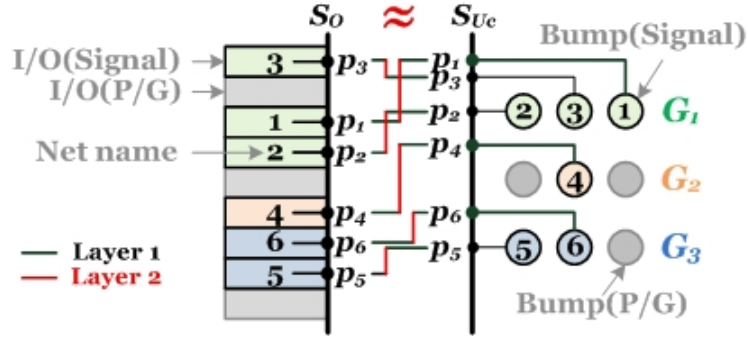 S_O ≈ S_Uc
Bump(Signal)
I/O(Signal) 3 p_3 p_1
I/O(P/G) p_3
1 p_1 p_2 2 3 1 G_1
Net name 2 p_2 p_4
4 G_2
4 p_4 p_6
6 p_6 p_5 5 6 G_3
5 p_5
Layer 1
Layer 2
Bump(P/G)